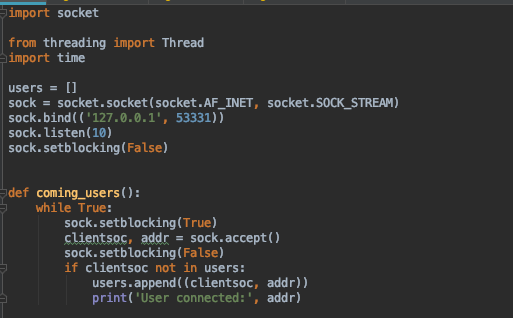 import socket
from threading import Thread
import time
users = []
sock = socket.socket(socket.AF_INET, socket.SOCK_STREAM)
sock.bind(('127.0.0.1', 53331))
sock.listen(10)
sock.setblocking(False)
def coming_users():
    while True:
        sock.setblocking(True)
        clientsoc, addr = sock.accept()
        sock.setblocking(False)
        if clientsoc not in users:
            users.append((clientsoc, addr))
            print('User connected:', addr)